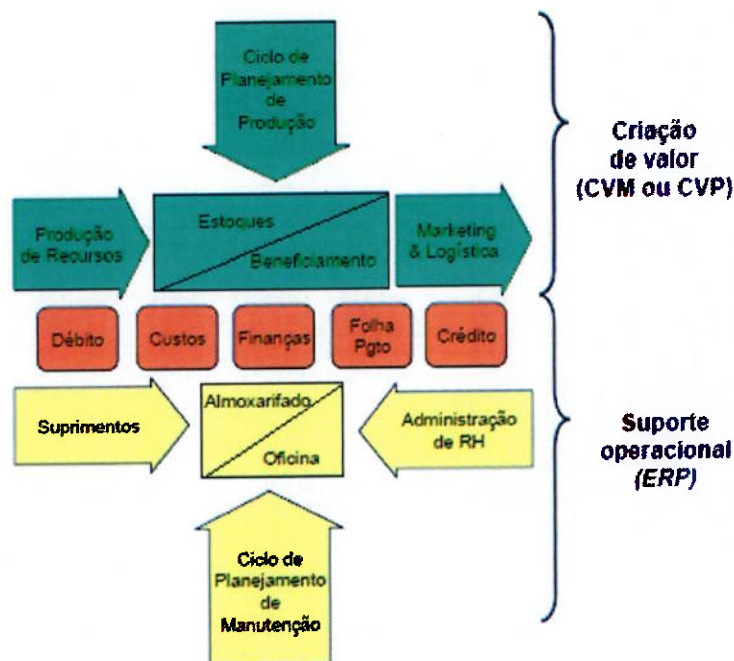 Ciclo de
Planejamento
de
Produção
Criação
de valor
(CVM ou CVP)
Produção
de Recursos
Estoques
Beneficiamento
Marketing
& Logística
Débito
Custos
Finanças
Folha
Pgto
Crédito
Suprimentos
Almoxarifado
Oficina
Administração
de RH
Suporte
operacional
(ERP)
Ciclo de
Planejamento
de
Manutenção